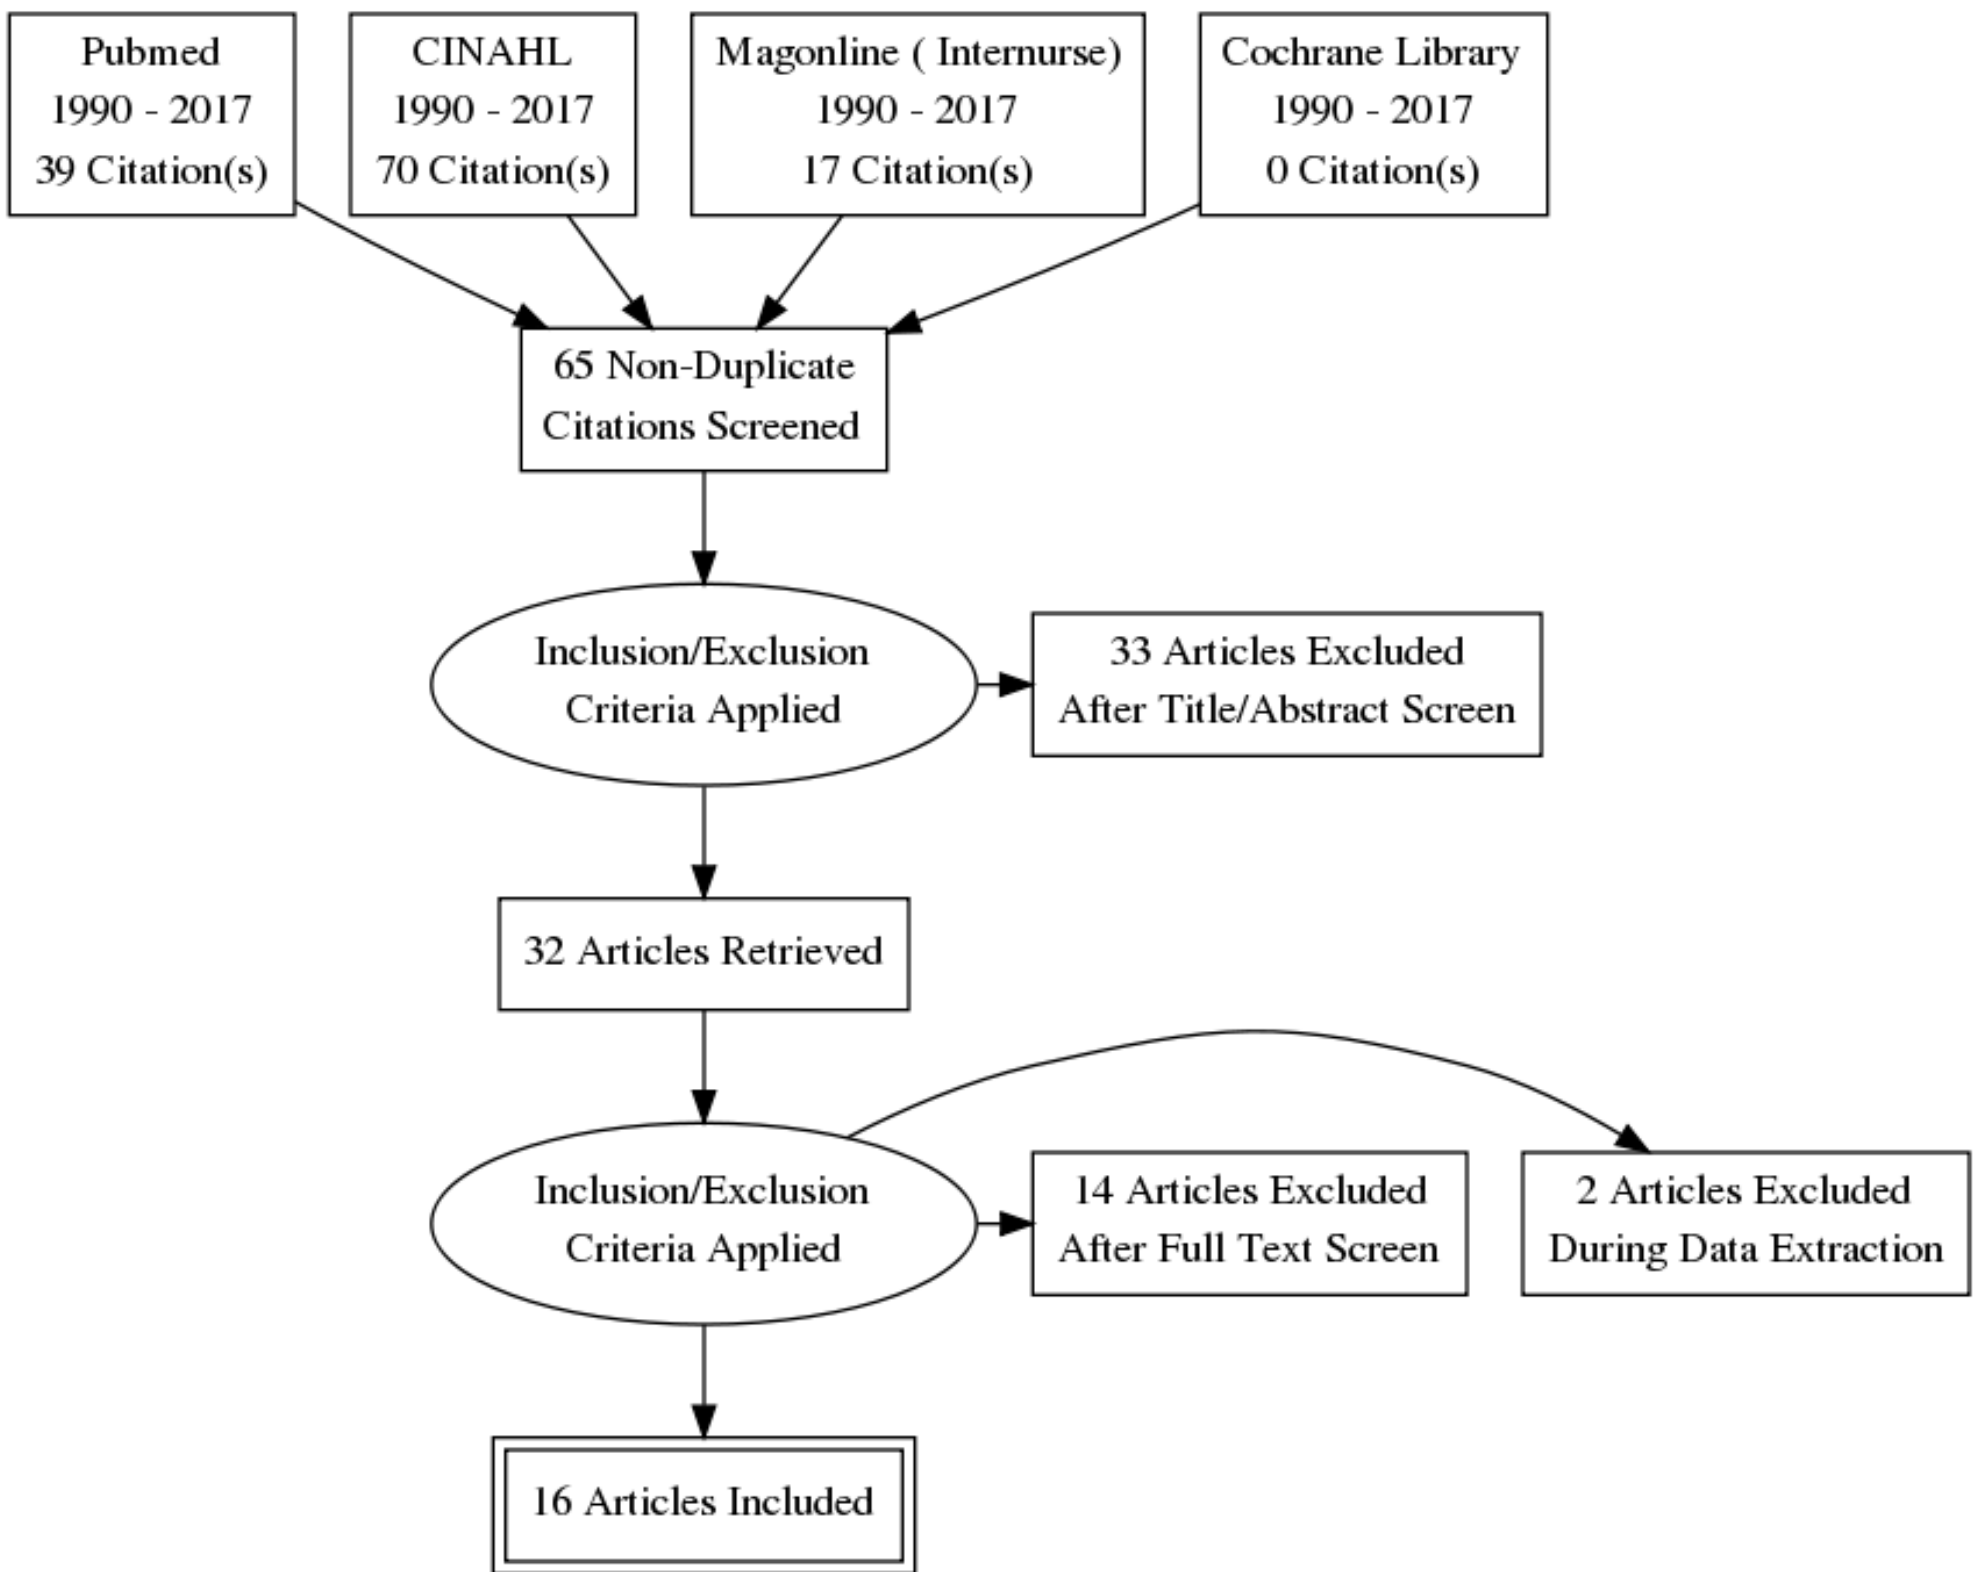 Pubmed
1990 - 2017
39 Citation(s)
CINAHL
1990 - 2017
70 Citation(s)
Magonline ( Internurse)
1990 - 2017
17 Citation(s)
Cochrane Library
1990 - 2017
0 Citation(s)
65 Non-Duplicate
Citations Screened
Inclusion/Exclusion
Criteria Applied
33 Articles Excluded
After Title/Abstract Screen
32 Articles Retrieved
Inclusion/Exclusion
Criteria Applied
14 Articles Excluded
After Full Text Screen
2 Articles Excluded
During Data Extraction
16 Articles Included